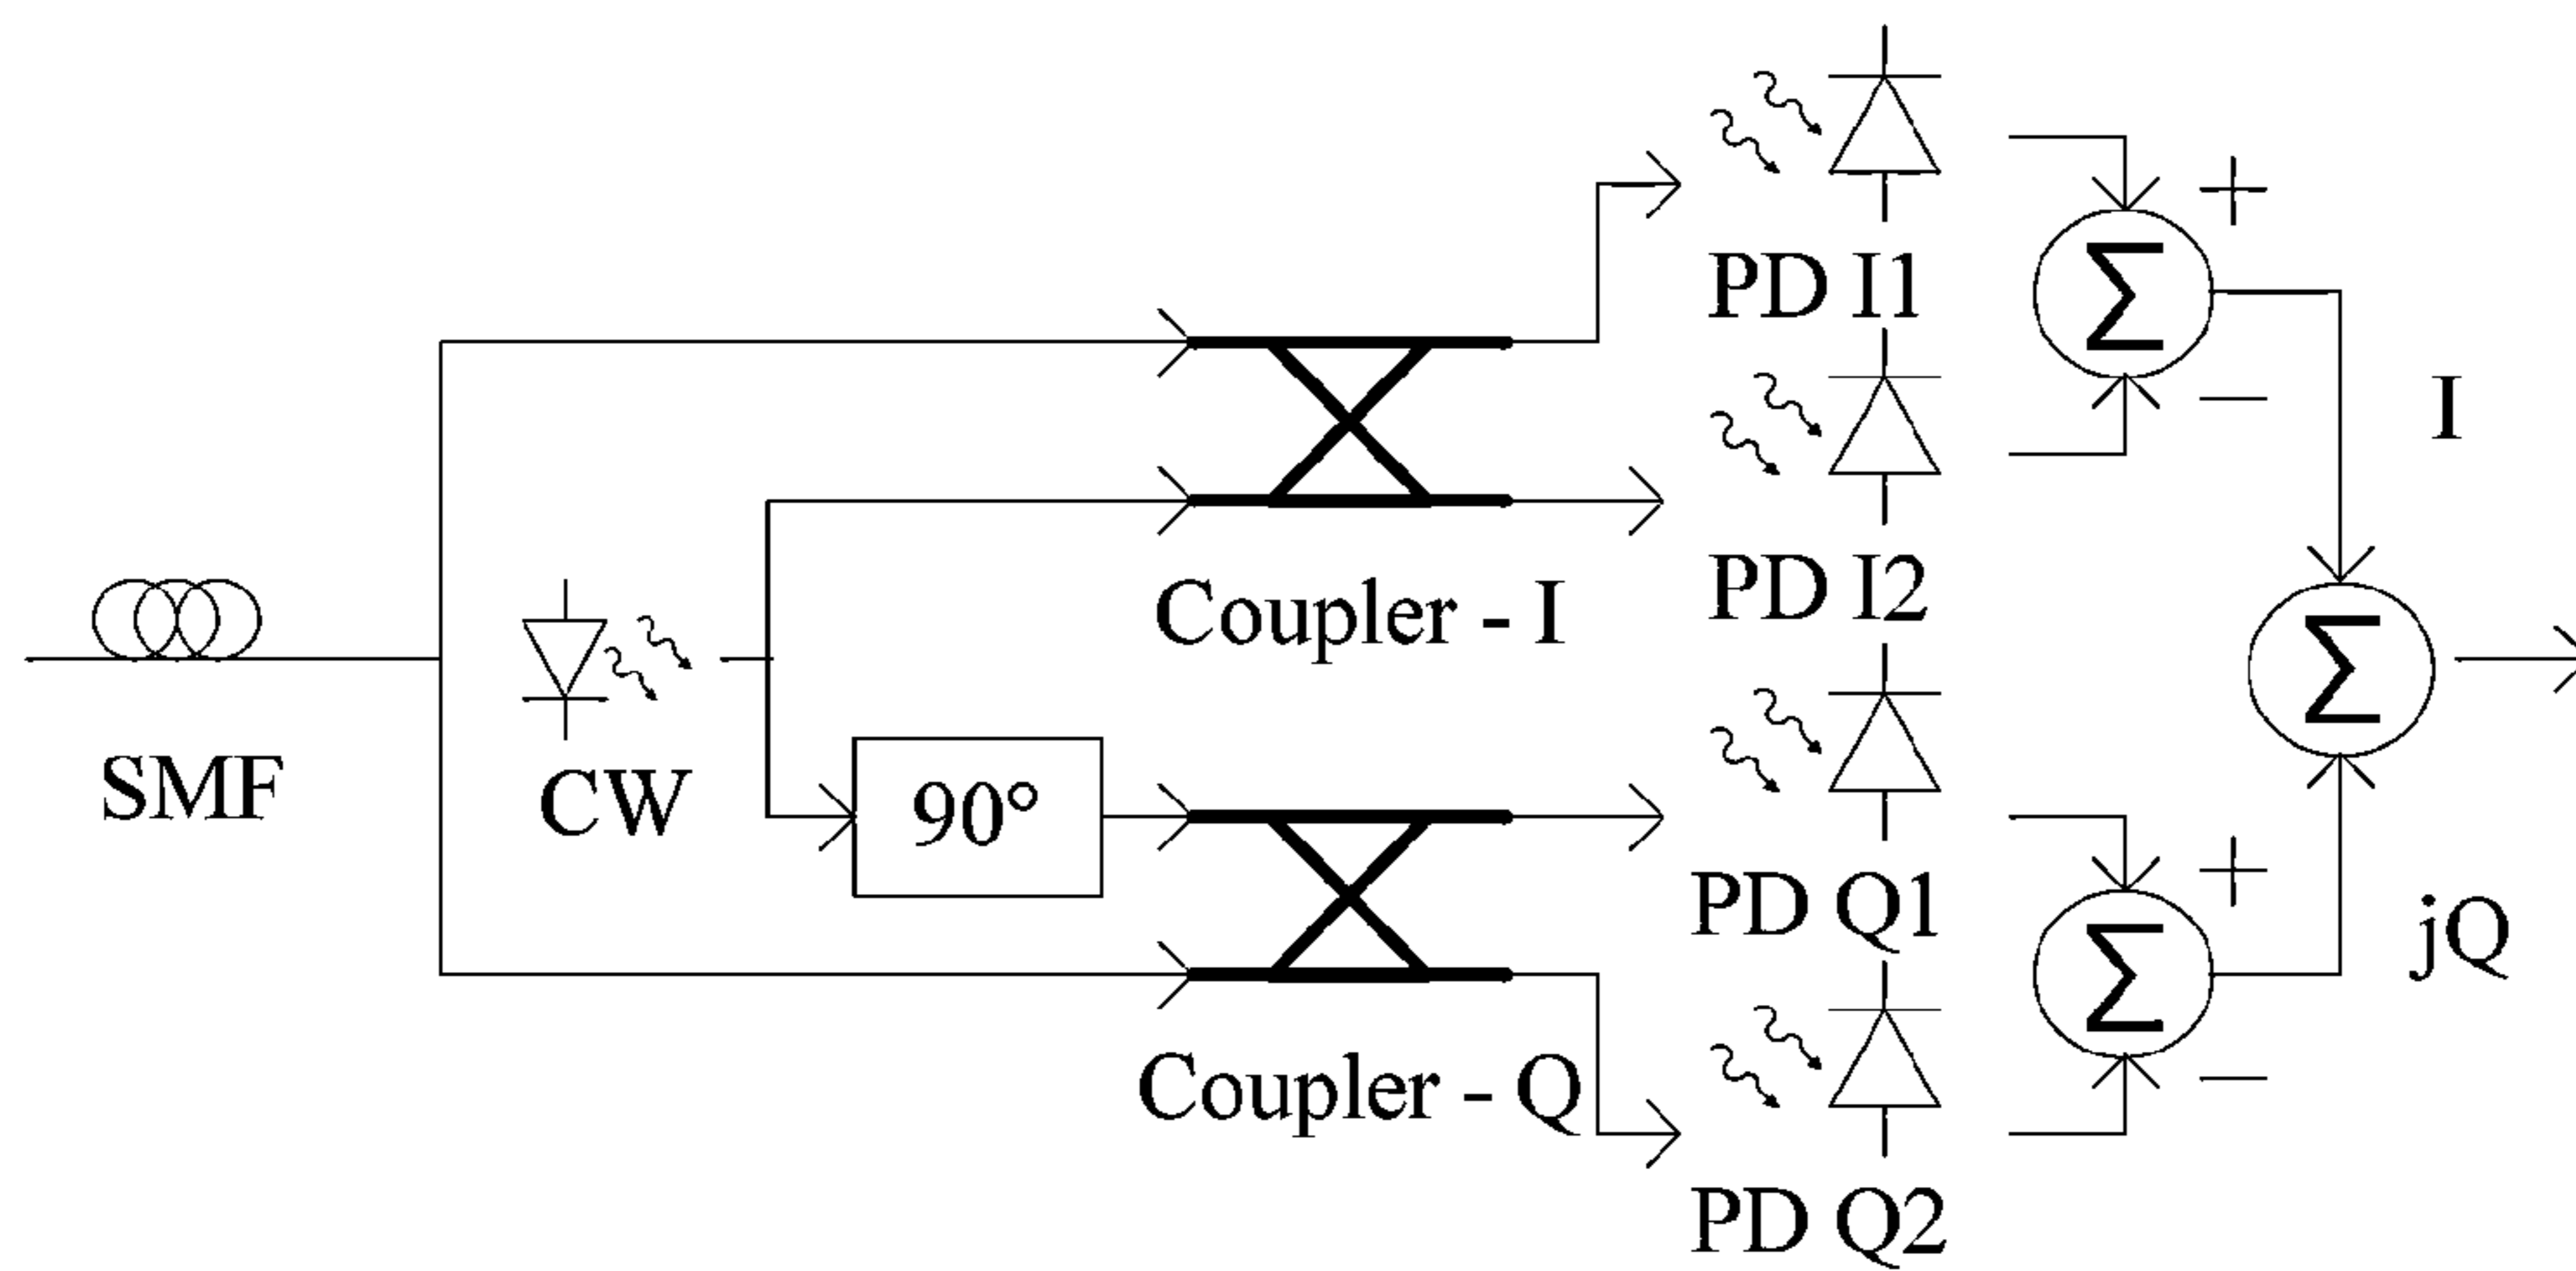 PD I1
+
Σ
−
I
PD I2
Coupler - I
SMF
CW
90°
Σ
PD Q1
+
jQ
Σ
−
Coupler - Q
PD Q2